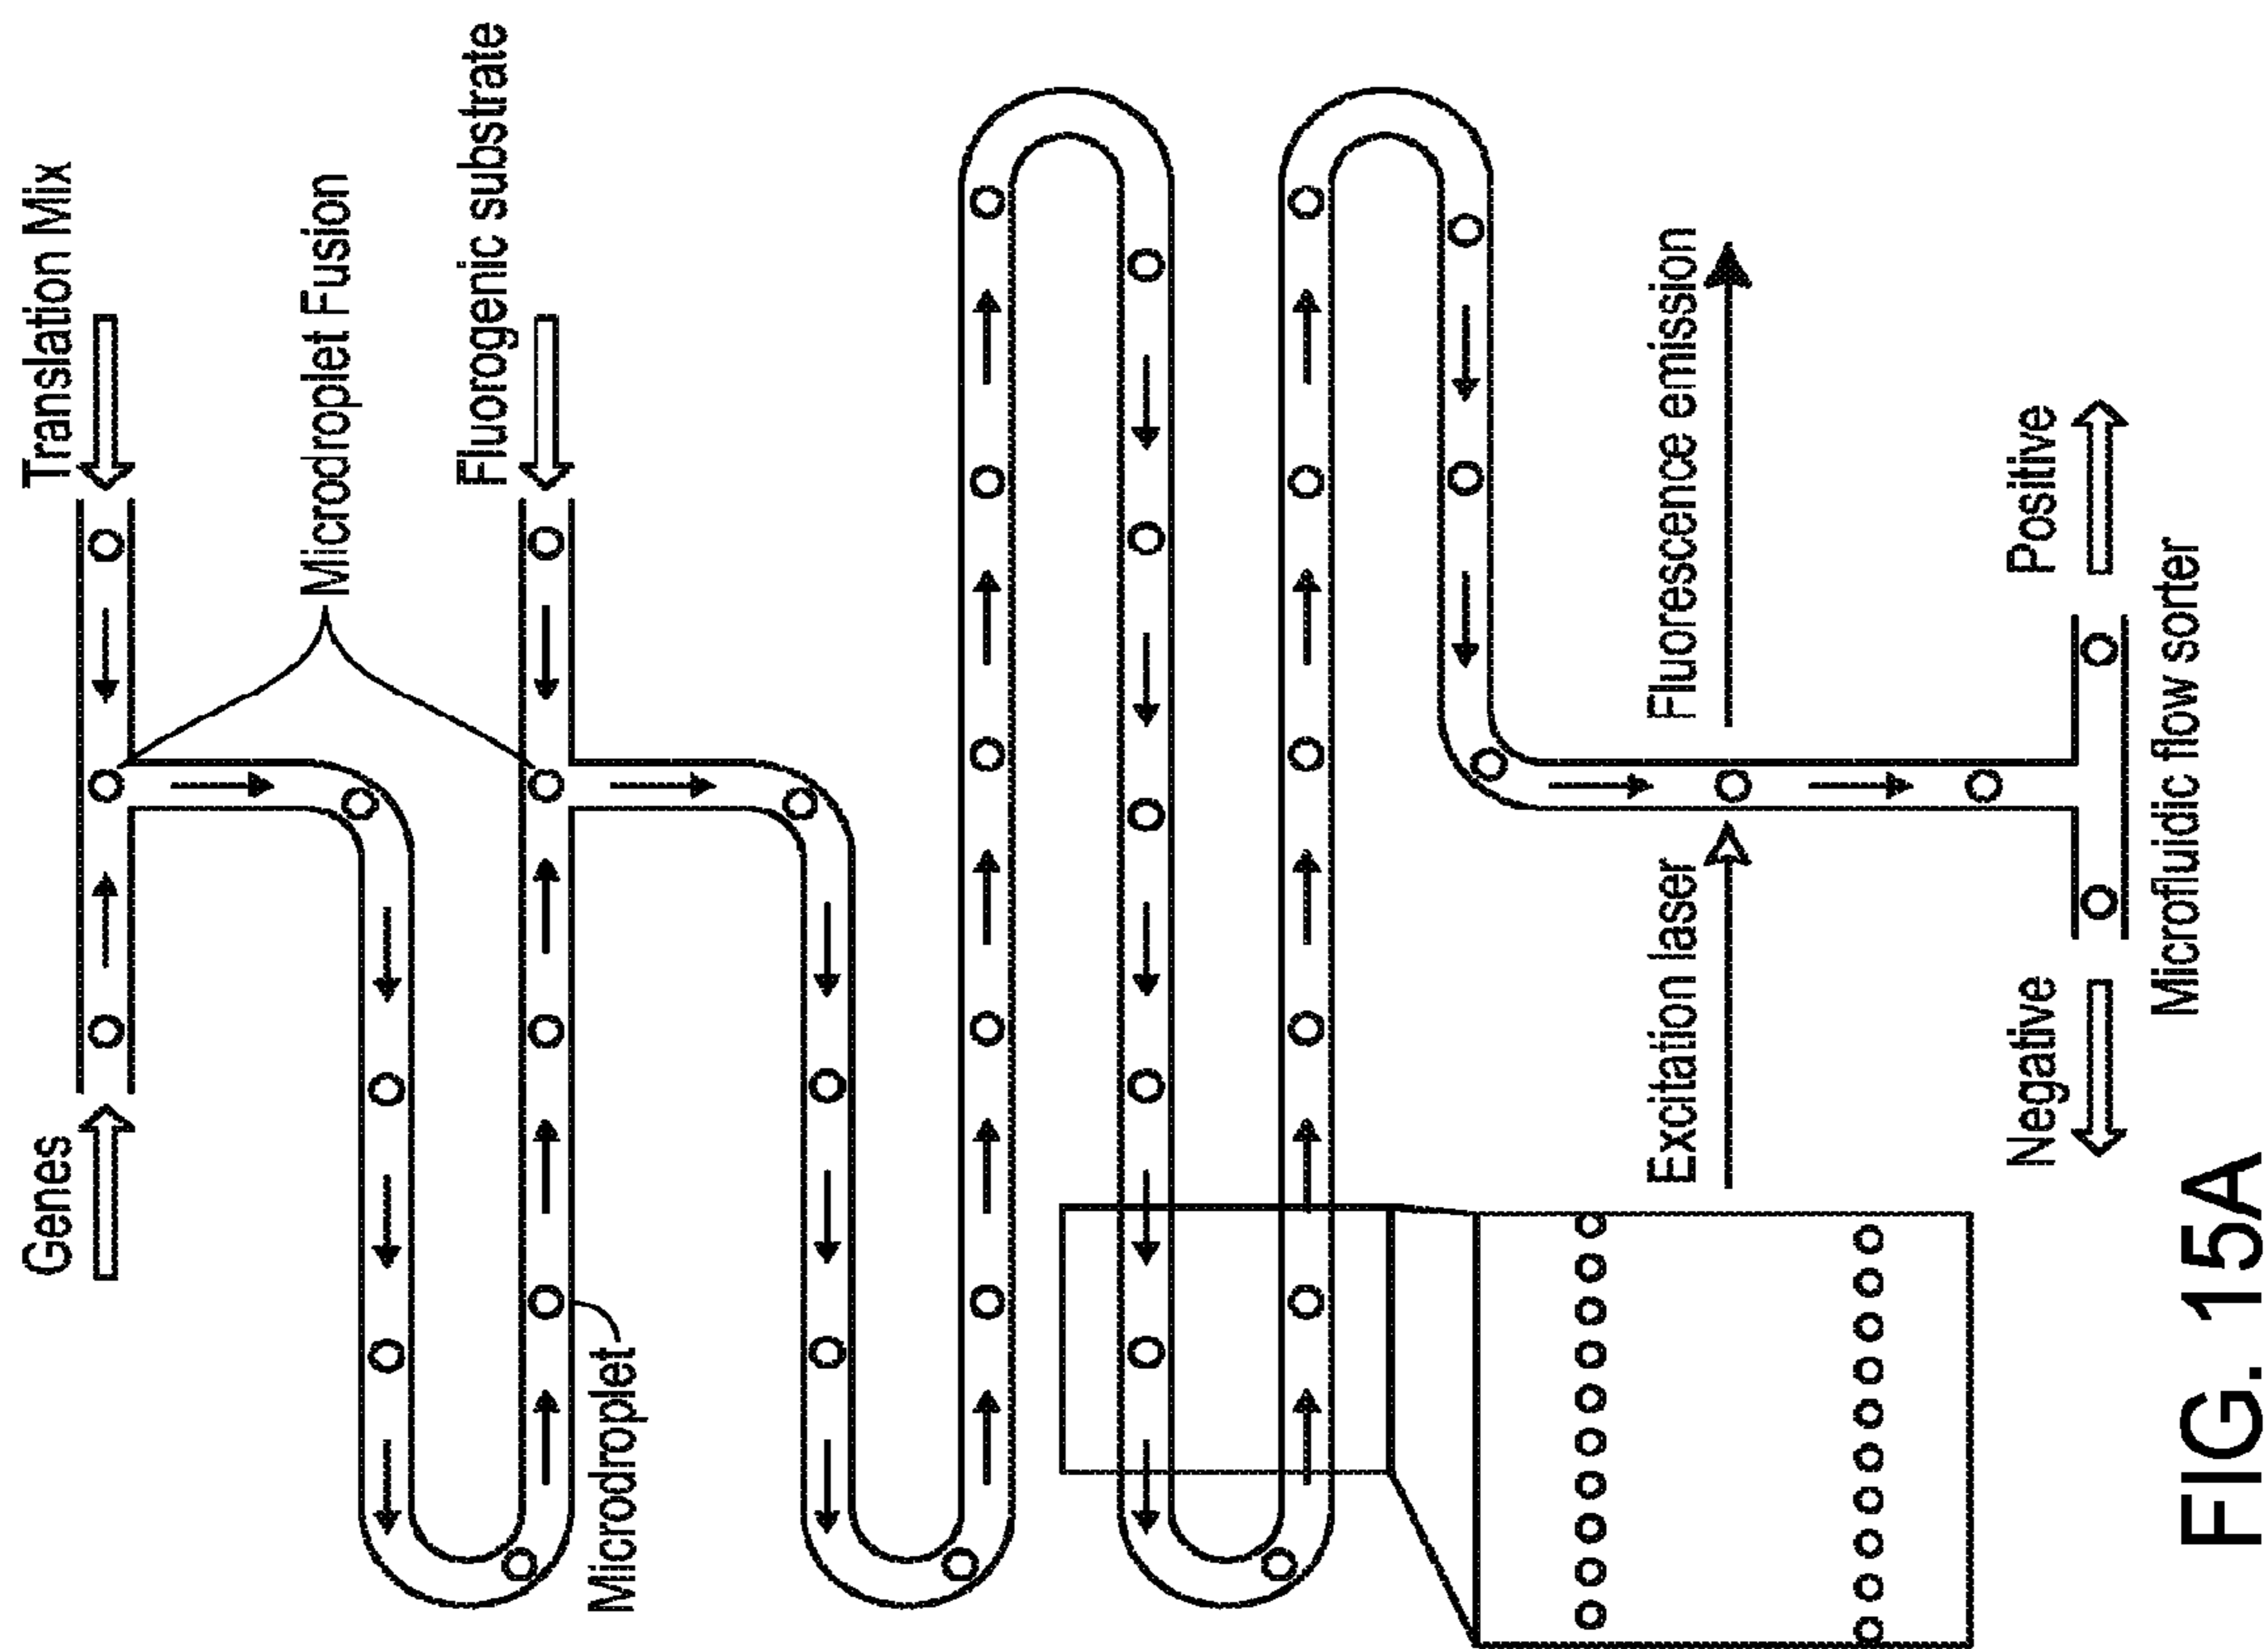 Genes
Translation Mix
Microdroplet Fusion
Fluorogenic substrate
Microdroplet
Excitation laser
Fluorescence emission
Negative
Positive
Microfluidic flow sorter
FIG. 15A